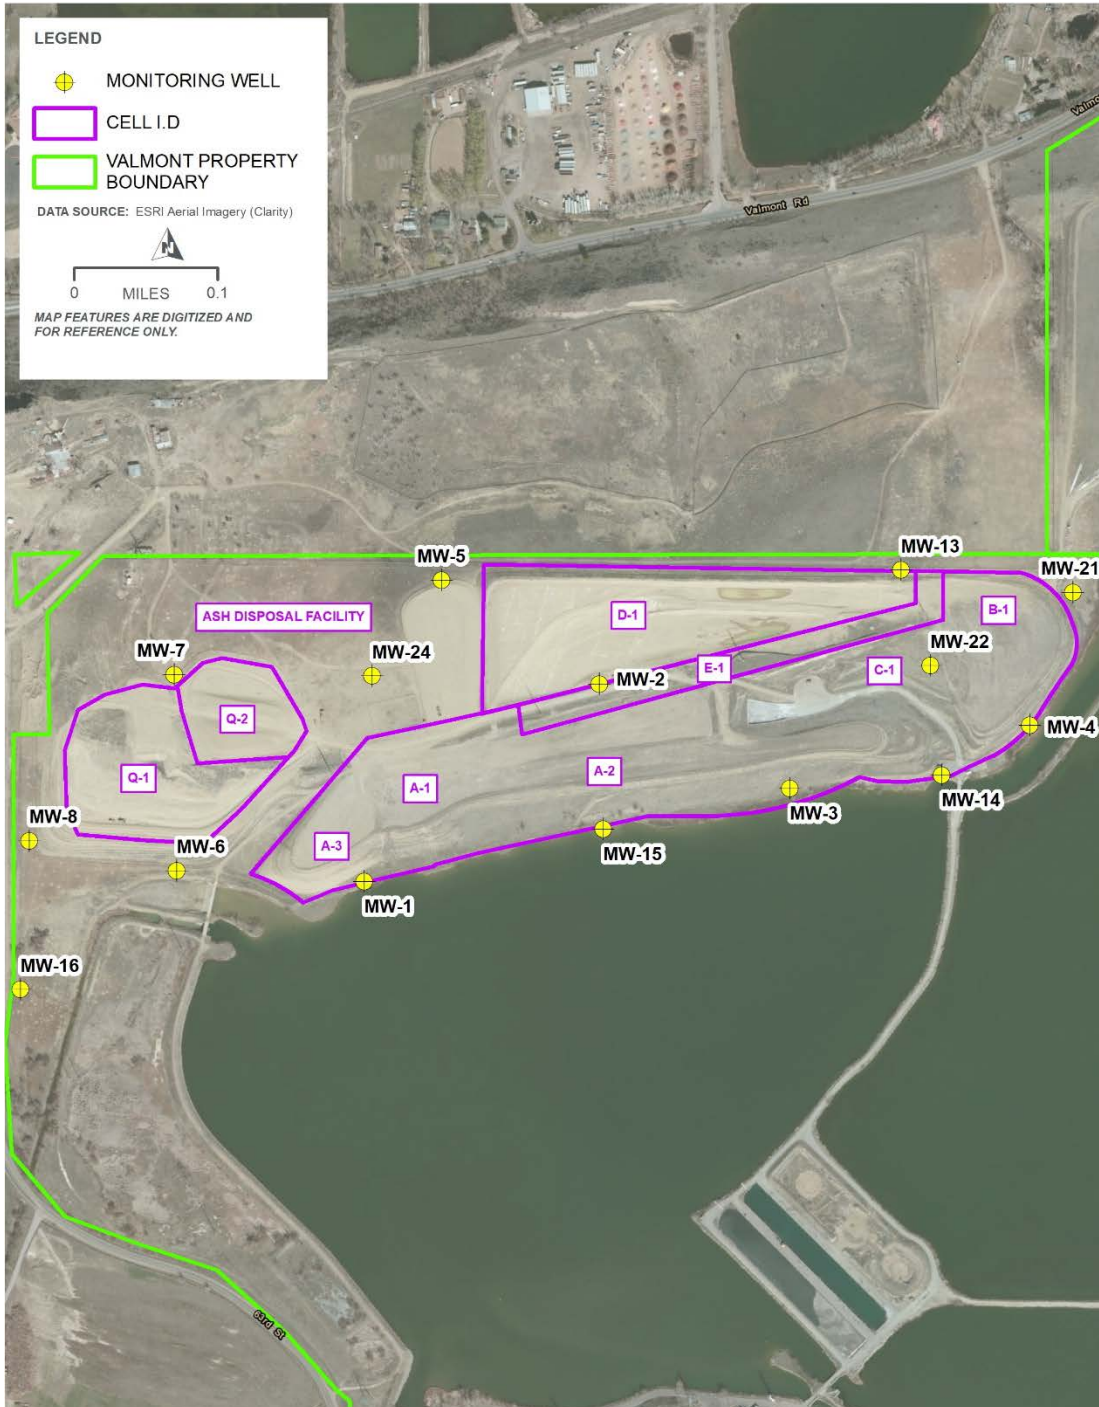 LEGEND
MONITORING WELL
CELL I.D
VALMONT PROPERTY
BOUNDARY
DATA SOURCE: ESRI Aerial Imagery (Clarity)
N
0 MILES 0.1
MAP FEATURES ARE DIGITIZED AND
FOR REFERENCE ONLY.
Valmont Rd
MW-5
MW-13
MW-21
ASH DISPOSAL FACILITY
D-1
B-1
MW-7
MW-24
MW-22
E-1
C-1
MW-2
Q-2
MW-4
Q-1
A-1
A-2
MW-14
MW-3
MW-8
A-3
MW-15
MW-6
MW-1
MW-16
63rd St